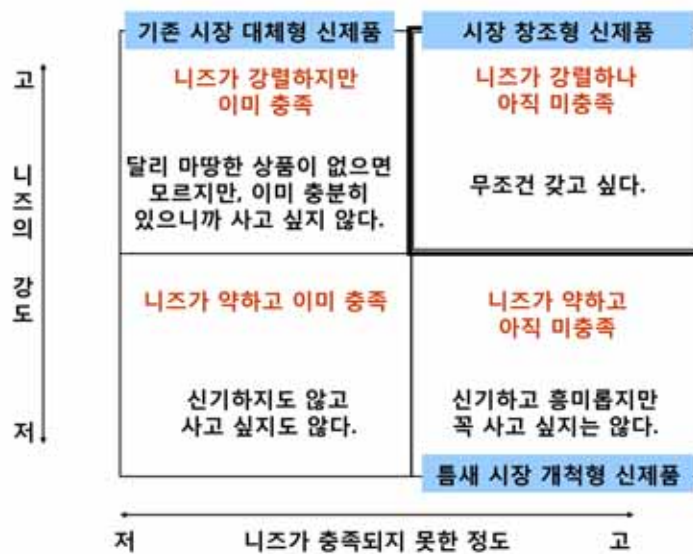 기존 시장 대체형 신제품
시장 창조형 신제품
고
니즈의 강도
저
니즈가 강렬하지만
이미 충족
달리 마땅한 상품이 없으면
모르지만, 이미 충분히
있으니까 사고 싶지 않다.
니즈가 강렬하나
아직 미충족
무조건 갖고 싶다.
니즈가 약하고 이미 충족
신기하지도 않고
사고 싶지도 않다.
니즈가 약하고
아직 미충족
신기하고 흥미롭지만
꼭 사고 싶지는 않다.
틈새 시장 개척형 신제품
저 니즈가 충족되지 못한 정도 고